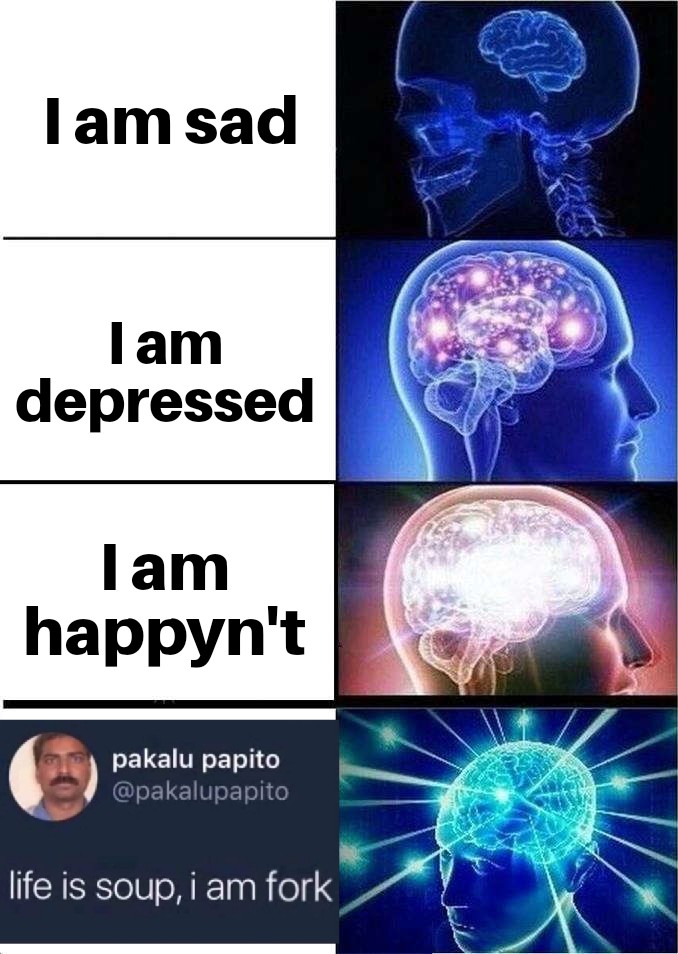 I am sad
I am
depressed
I am
happyn't
pakalu papito
@pakalupapito
life is soup, i am fork